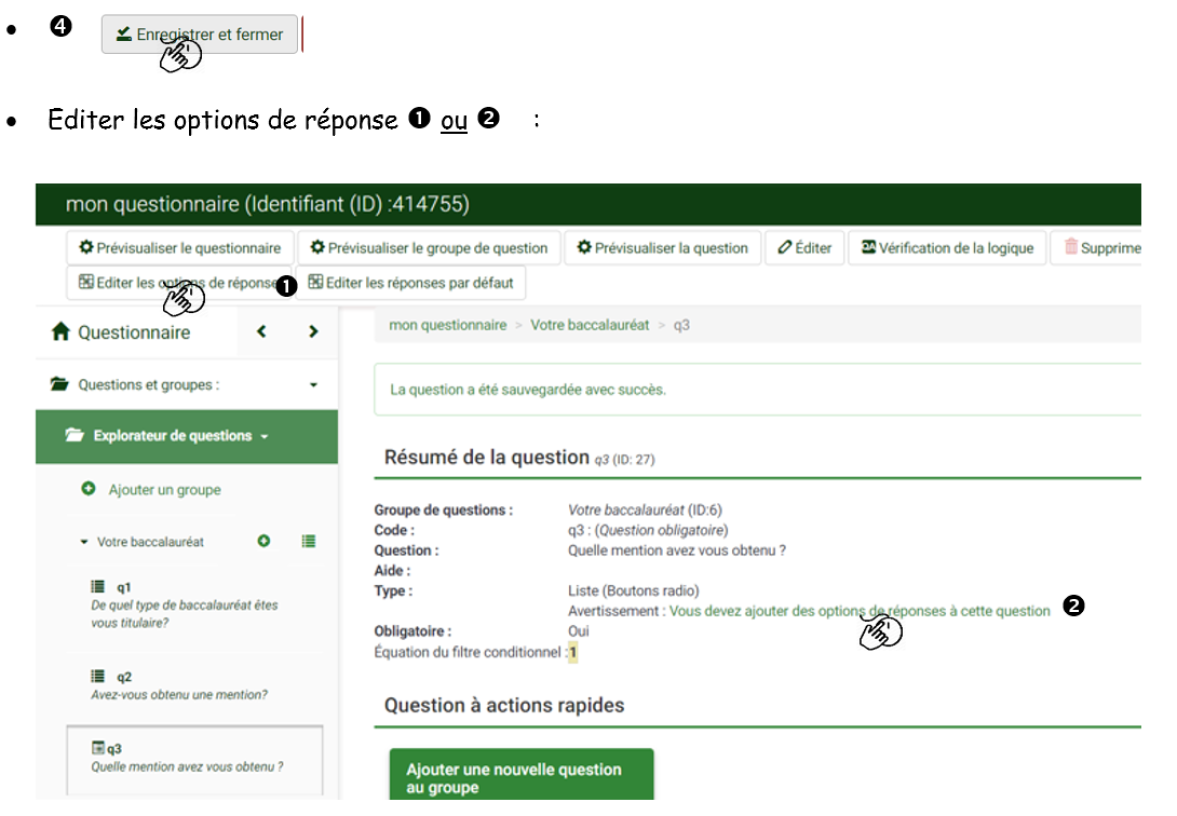 • ❹ Enregistrer et fermer
• Editer les options de réponse ❶ ou ❷ :
mon questionnaire (Identifiant (ID) :414755)
Prévisualiser le questionnaire Prévisualiser le groupe de question Prévisualiser la question Éditer Vérification de la logique Supprime
Editer les options de réponse ❶ Editer les réponses par défaut
Questionnaire < >
mon questionnaire > Votre baccalauréat > q3
Questions et groupes :
La question a été sauvegardée avec succès.
Explorateur de questions
Résumé de la question q3 (ID: 27)
Ajouter un groupe
Votre baccalauréat
q1
De quel type de baccalauréat êtes
vous titulaire?
q2
Avez-vous obtenu une mention?
q3
Quelle mention avez vous obtenu ?
Groupe de questions : Votre baccalauréat (ID:6)
Code : q3 : (Question obligatoire)
Question : Quelle mention avez vous obtenu ?
Aide :
Type : Liste (Boutons radio)
Avertissement : Vous devez ajouter des options de réponses à cette question ❷
Obligatoire : Oui
Équation du filtre conditionnel :1
Question à actions rapides
Ajouter une nouvelle question
au groupe